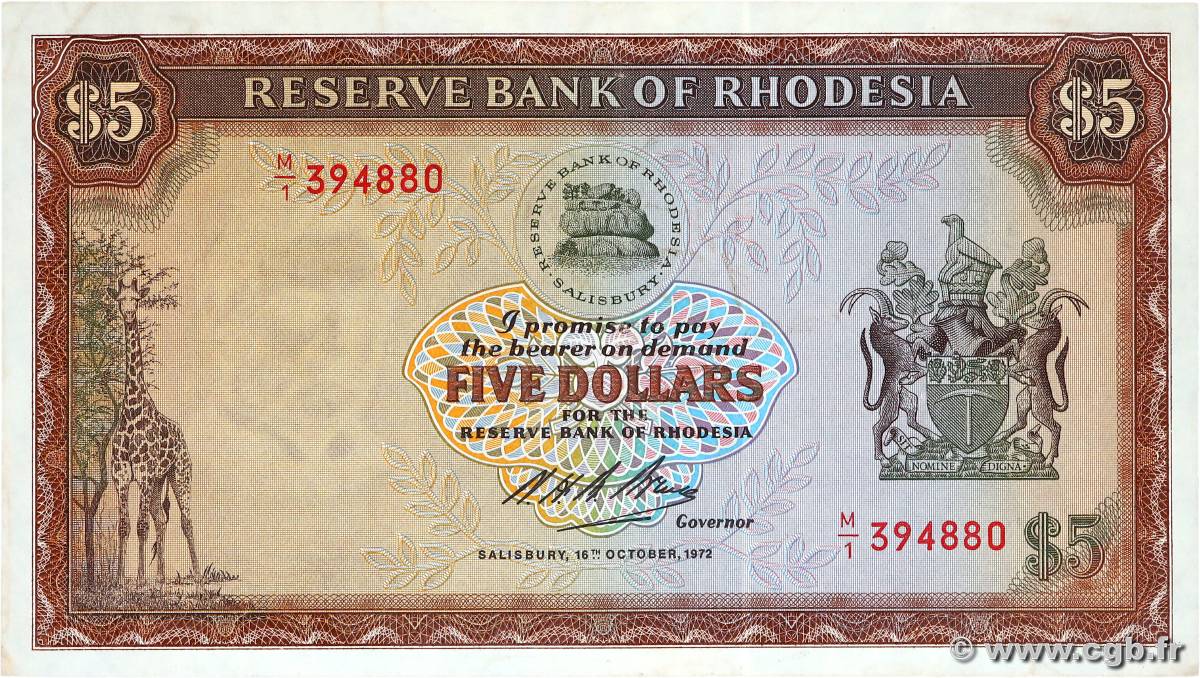 RESERVE BANK OF RHODESIA
$5
$5
M/1 394880
RESERVE BANK OF RHODESIA
SALISBURY
I promise to pay
the bearer on demand
FIVE DOLLARS
FOR THE
RESERVE BANK OF RHODESIA
SIT
NOMINE DIGNA
Governor
M/1 394880
$5
SALISBURY, 16TH OCTOBER, 1972
© www.cgb.fr